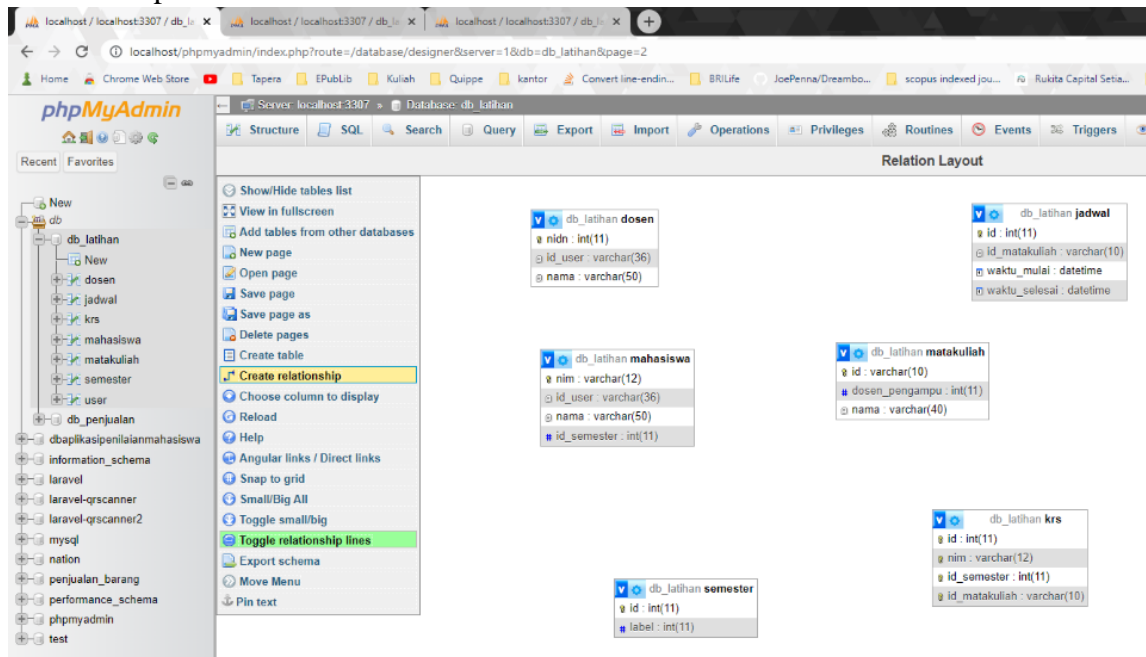 localhost / localhost:3307 / db_la
localhost / localhost:3307 / db_la
localhost / localhost:3307 / db_la
localhost/phpmyadmin/index.php?route=/database/designer&server=1&db=db_latihan&page=2
Home Chrome Web Store Tapera EPubLib Kuliah Quippe kantor Convert line-endin... BRILife JoePenna/Dreambo... scopus indexed jou... Rukita Capital Setia...
phpMyAdmin
Server: localhost:3307 » Database: db_latihan
Structure SQL Search Query Export Import Operations Privileges Routines Events Triggers
Recent Favorites
Relation Layout
New
db
db_latihan
New
dosen
jadwal
krs
mahasiswa
matakuliah
semester
user
db_penjualan
dbaplikasipenilaianmahasiswa
information_schema
laravel
laravel-qrscanner
laravel-qrscanner2
mysql
nation
penjualan_barang
performance_schema
phpmyadmin
test
Show/Hide tables list
View in fullscreen
Add tables from other databases
New page
Open page
Save page
Save page as
Delete pages
Create table
Create relationship
Choose column to display
Reload
Help
Angular links / Direct links
Snap to grid
Small/Big All
Toggle small/big
Toggle relationship lines
Export schema
Move Menu
Pin text
V db_latihan dosen
nidn : int(11)
id_user : varchar(36)
nama : varchar(50)
V db_latihan jadwal
id : int(11)
id_matakuliah : varchar(10)
waktu_mulai : datetime
waktu_selesai : datetime
V db_latihan mahasiswa
nim : varchar(12)
id_user : varchar(36)
nama : varchar(50)
# id_semester : int(11)
V db_latihan matakuliah
id : varchar(10)
# dosen_pengampu : int(11)
nama : varchar(40)
V db_latihan krs
id : int(11)
nim : varchar(12)
id_semester : int(11)
id_matakuliah : varchar(10)
V db_latihan semester
id : int(11)
# label : int(11)